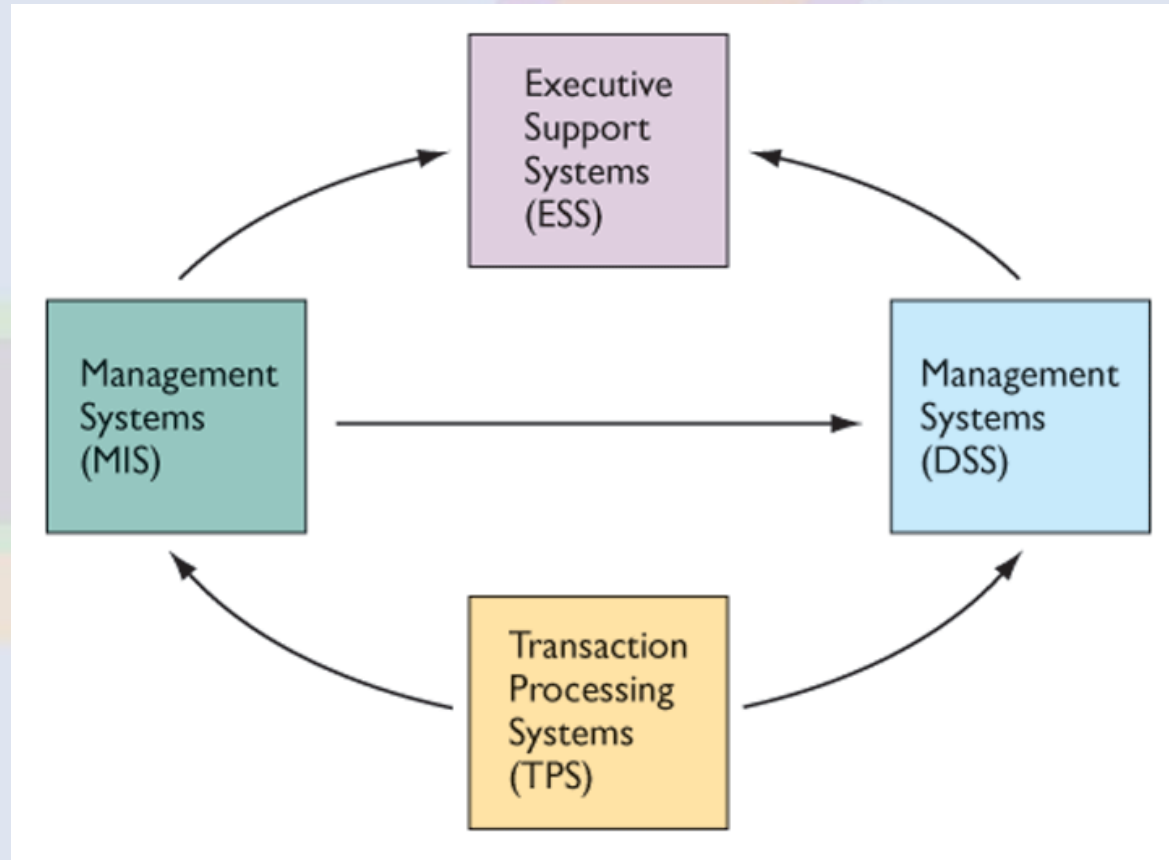 Executive
Support
Systems
(ESS)
Management
Systems
(MIS)
Management
Systems
(DSS)
Transaction
Processing
Systems
(TPS)